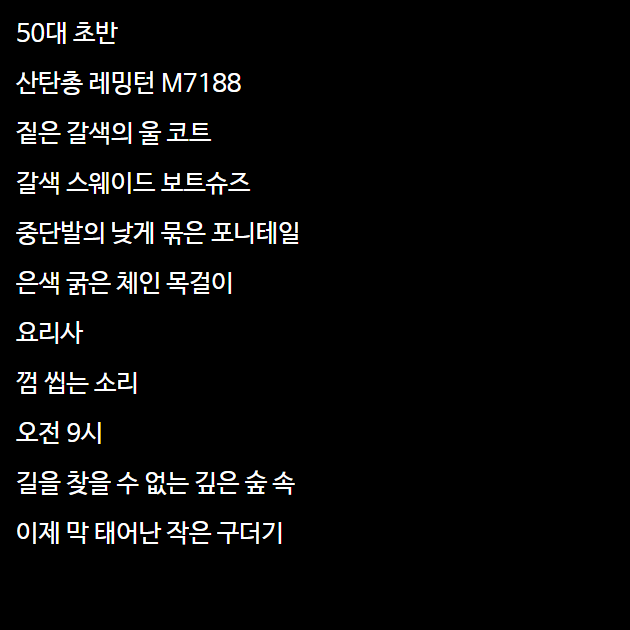 50대 초반
산탄총 레밍턴 M7188
짙은 갈색의 울 코트
갈색 스웨이드 보트슈즈
중단발의 낮게 묶은 포니테일
은색 굵은 체인 목걸이
요리사
껌 씹는 소리
오전 9시
길을 찾을 수 없는 깊은 숲 속
이제 막 태어난 작은 구더기